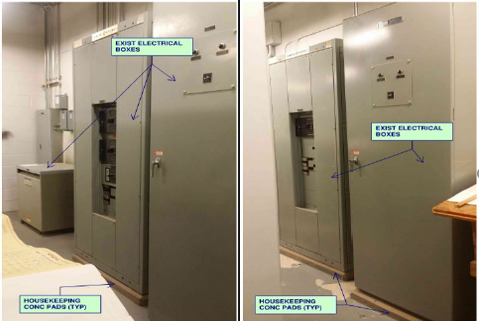 EXIST ELECTRICAL
BOXES
HOUSEKEEPING
CONC PADS (TYP)
EXIST ELECTRICAL
BOXES
HOUSEKEEPING
CONC PADS (TYP)